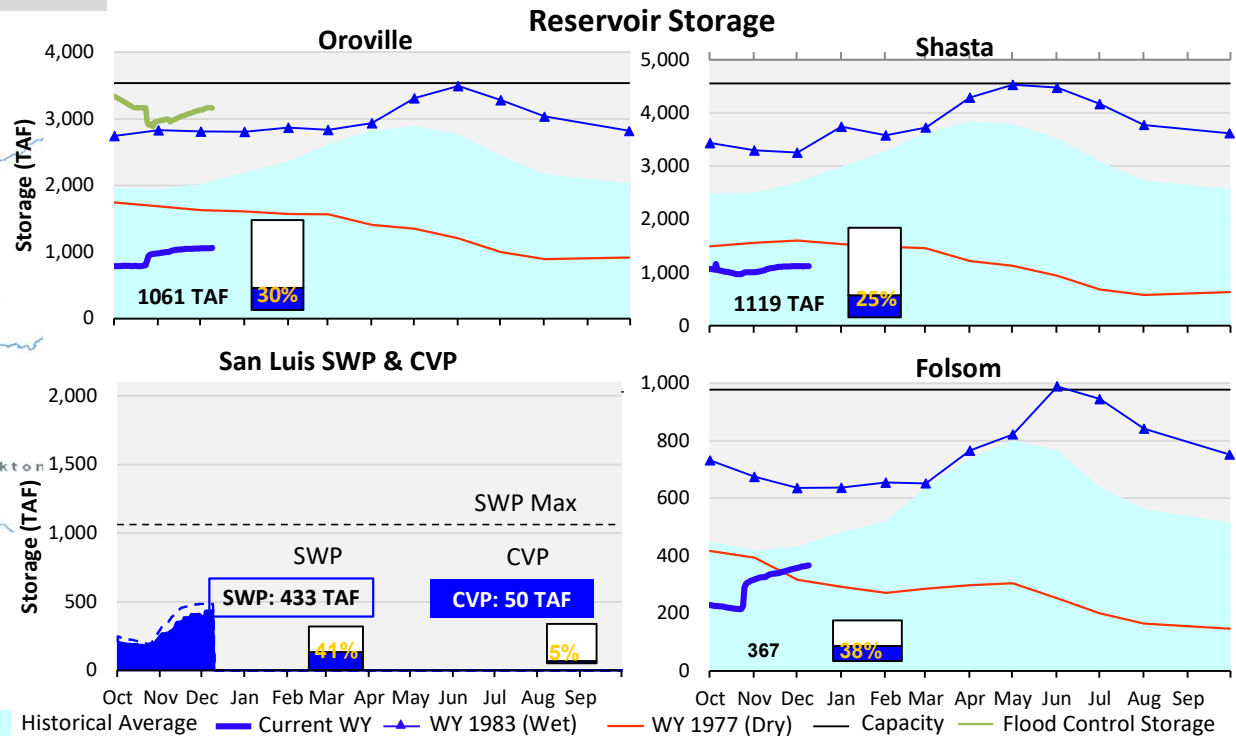 Reservoir Storage
Oroville
Storage (TAF)
4,000
3,000
2,000
1,000
0
1061 TAF
30%
Shasta
5,000
4,000
3,000
2,000
1,000
0
1119 TAF
25%
San Luis SWP & CVP
Storage (TAF)
2,000
1,500
1,000
500
0
SWP Max
SWP
CVP
SWP: 433 TAF
CVP: 50 TAF
41%
5%
Oct Nov Dec Jan Feb Mar Apr May Jun Jul Aug Sep
Folsom
1,000
800
600
400
200
0
367
38%
Oct Nov Dec Jan Feb Mar Apr May Jun Jul Aug Sep
Historical Average Current WY WY 1983 (Wet) WY 1977 (Dry) Capacity Flood Control Storage
kton